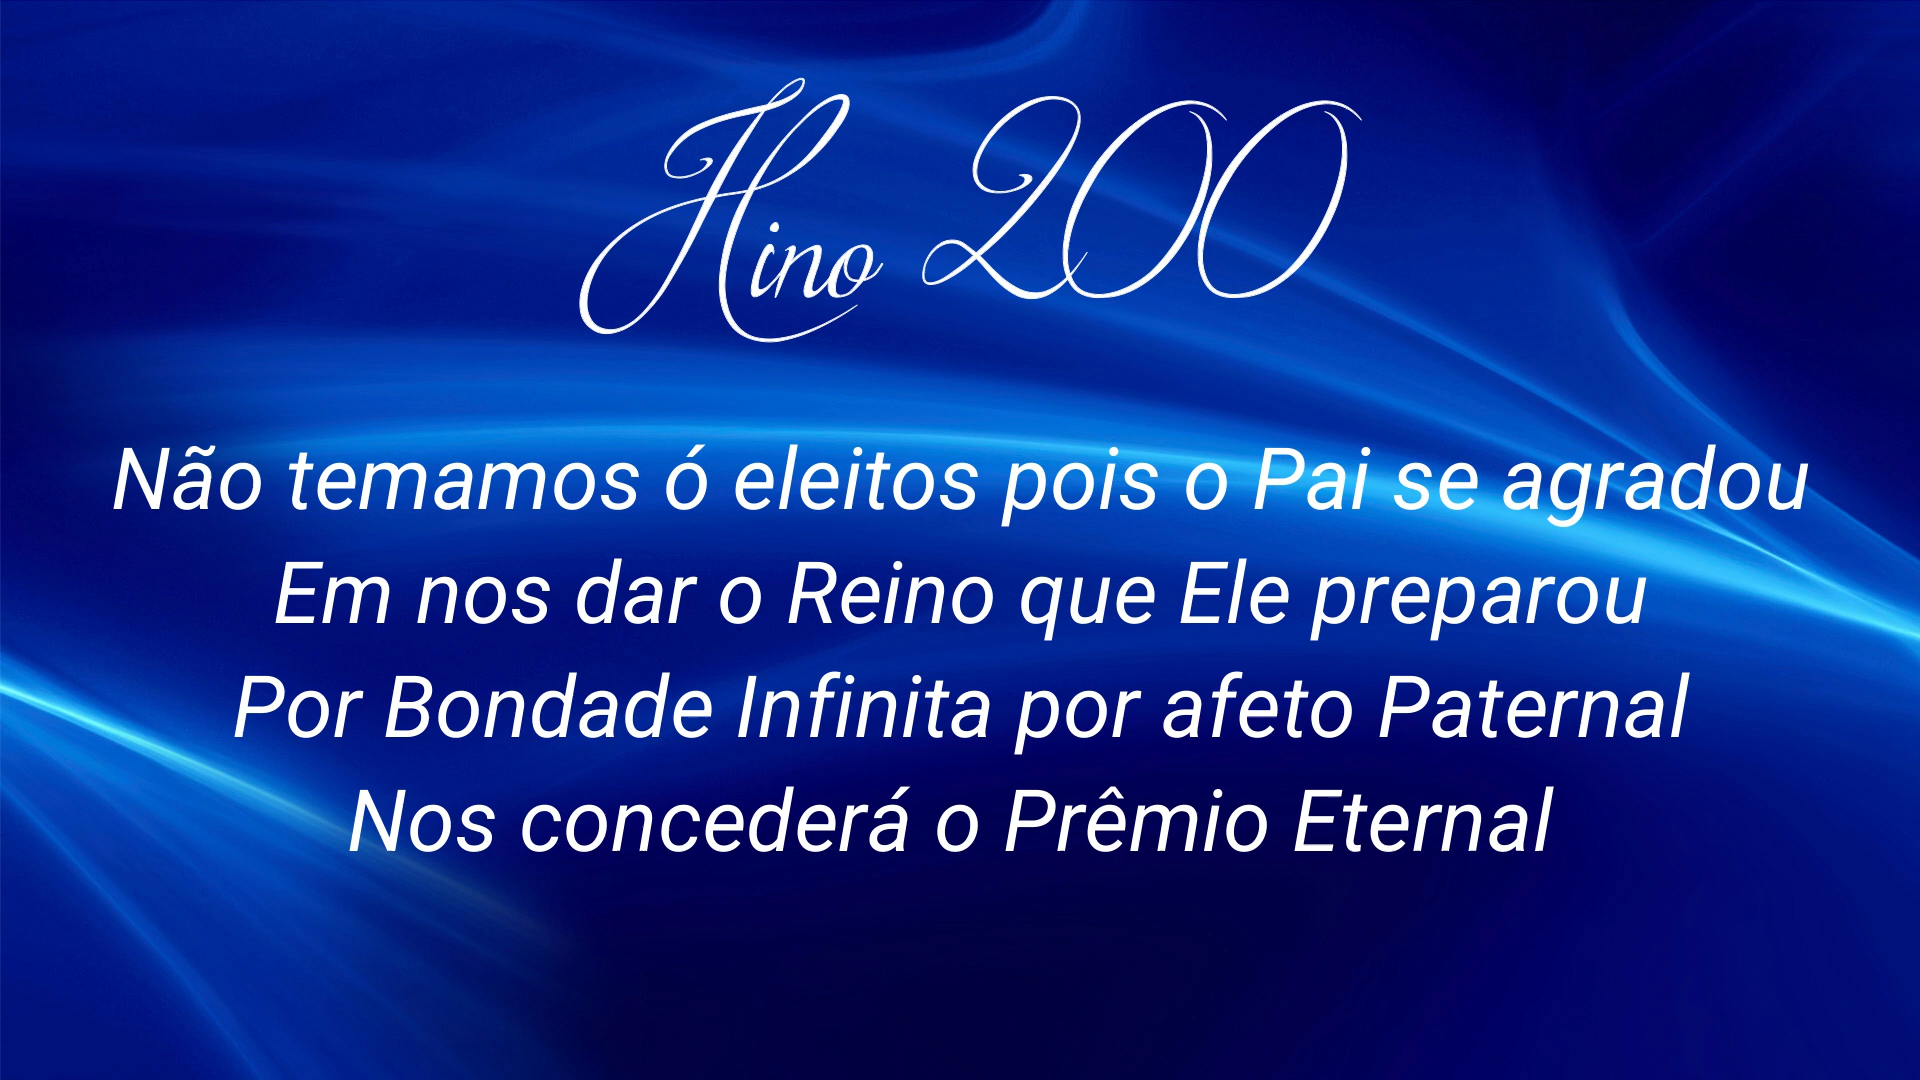 Hino 200
Não temamos ó eleitos pois o Pai se agradou
Em nos dar o Reino que Ele preparou
Por Bondade Infinita por afeto Paternal
Nos concederá o Prêmio Eternal